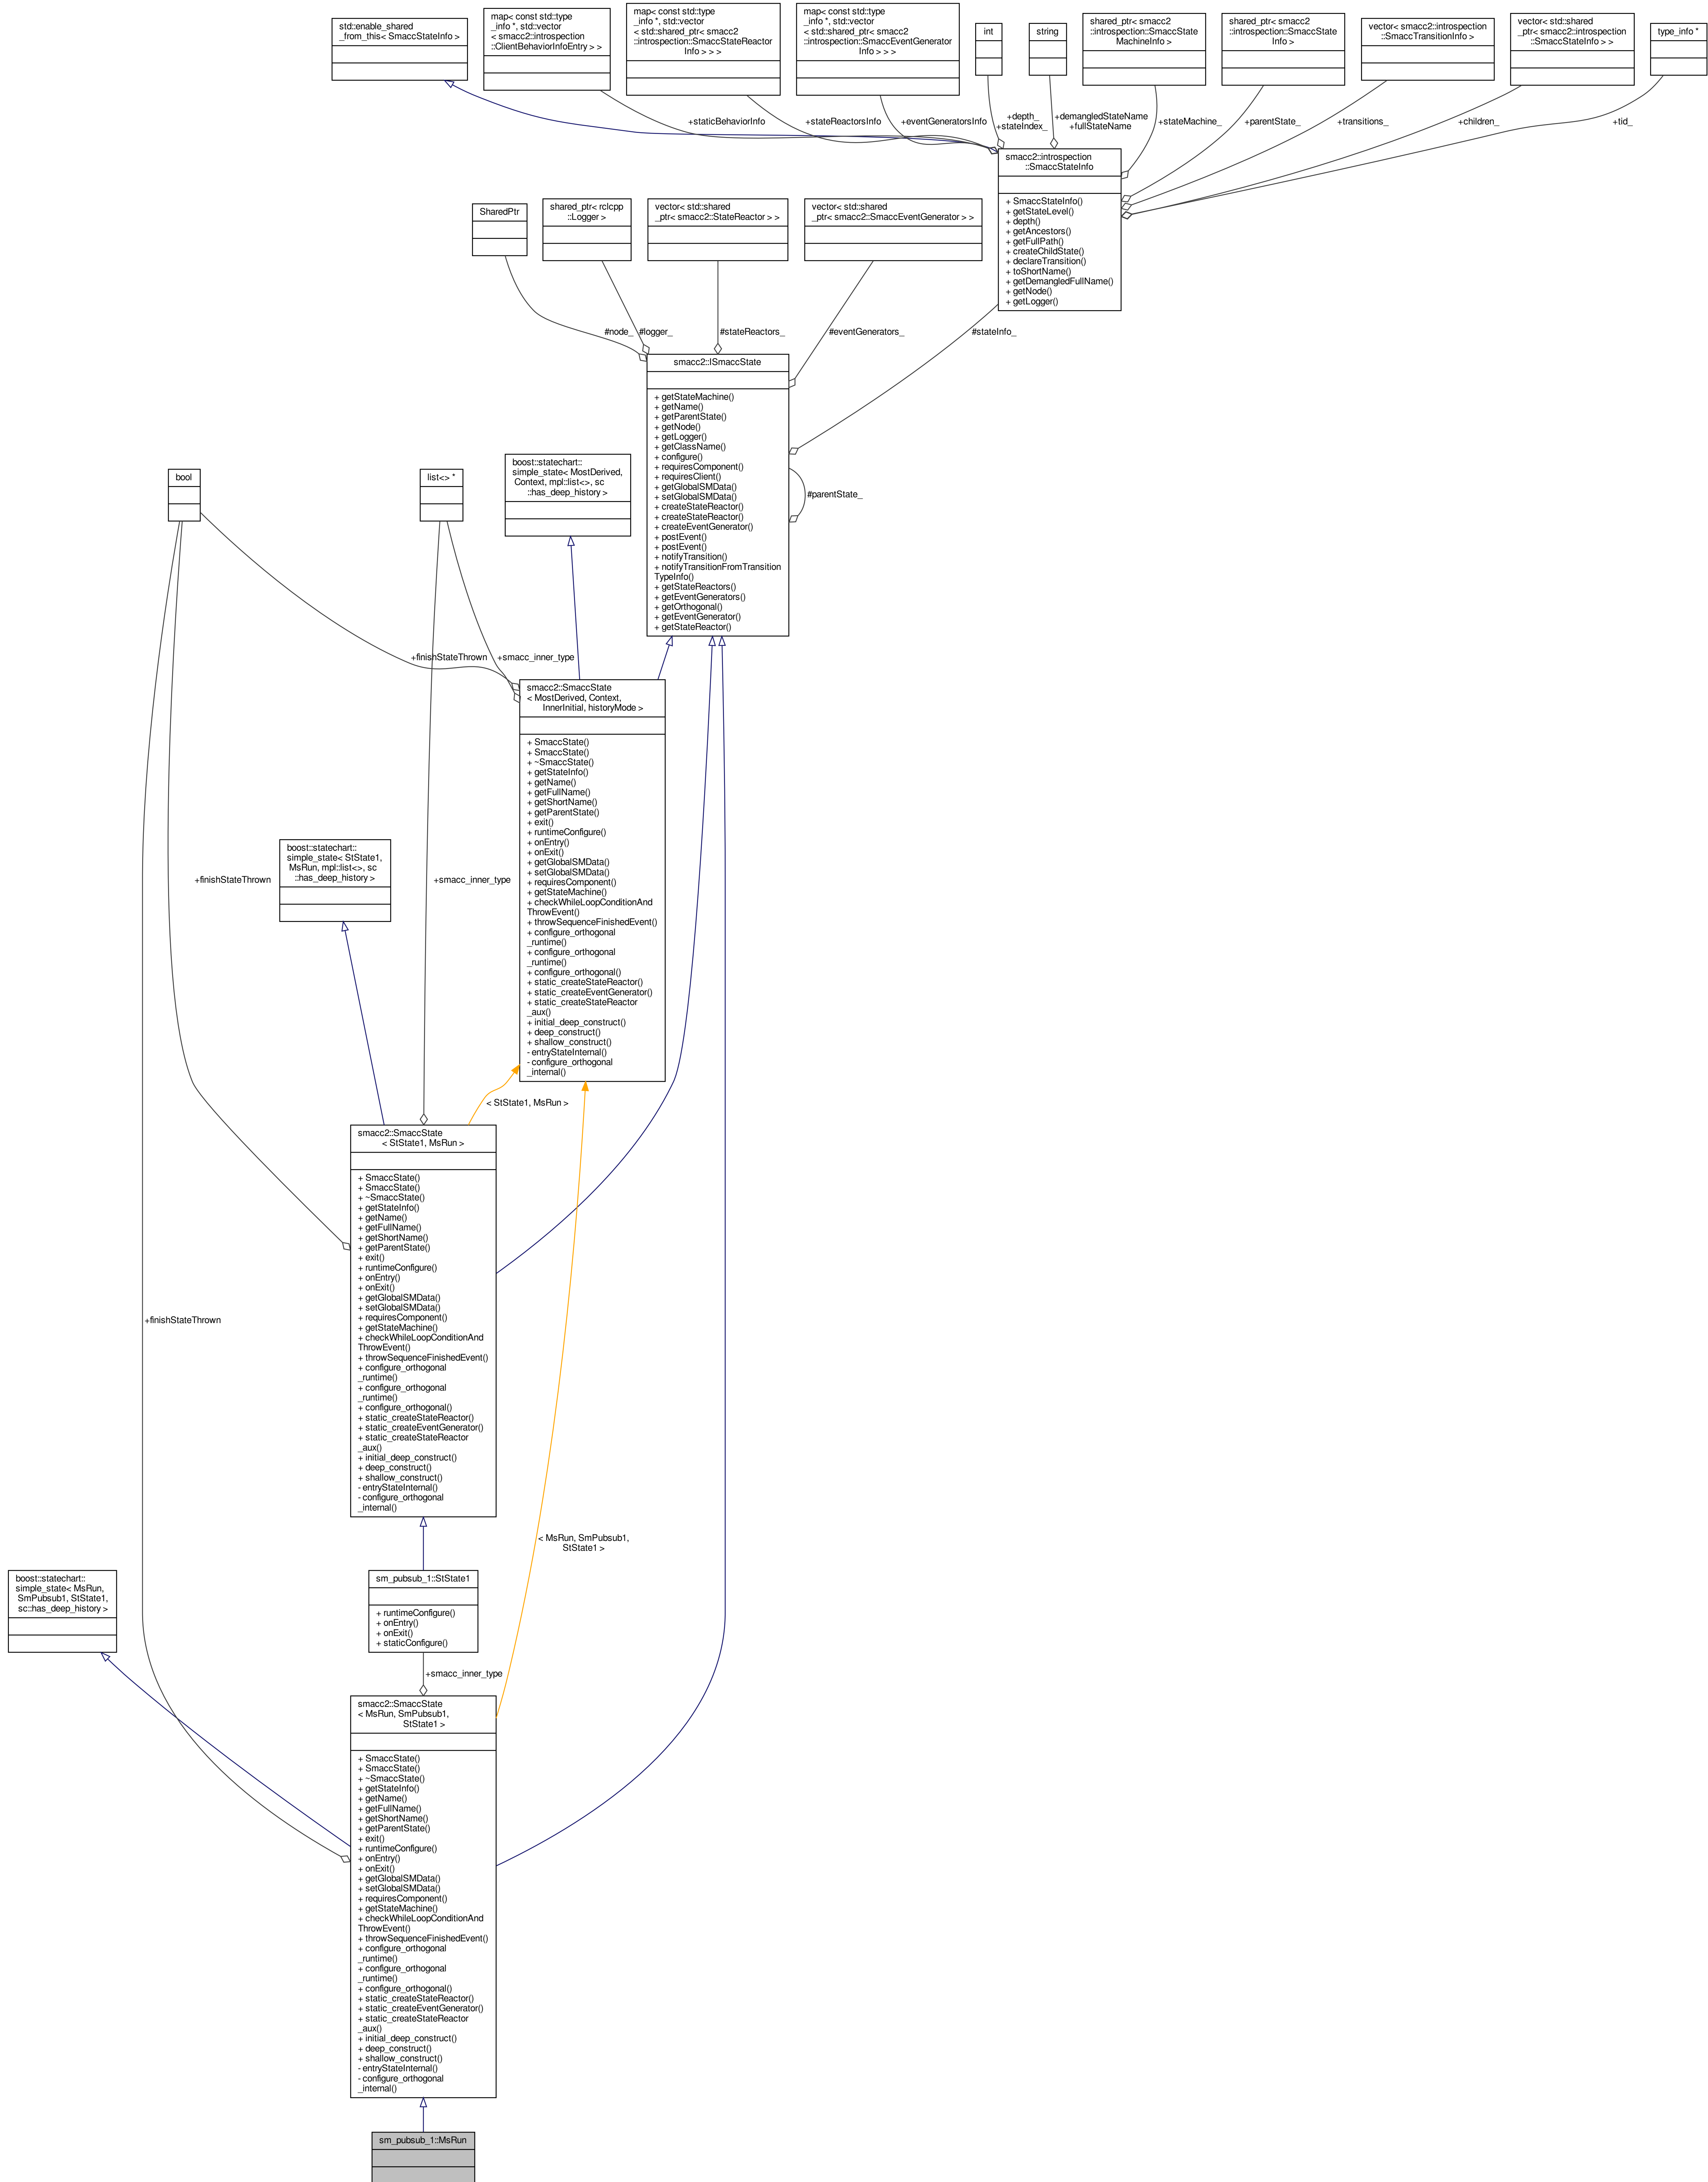 std::enable_shared
_from_this< SmaccStateInfo >
map< const std::type
_info *, std::vector
< smacc2::introspection
::ClientBehaviorInfoEntry > >
map< const std::type
_info *, std::vector
< std::shared_ptr< smacc2
::introspection::SmaccStateReactor
Info > > >
map< const std::type
_info *, std::vector
< std::shared_ptr< smacc2
::introspection::SmaccEventGenerator
Info > > >
int
string
shared_ptr< smacc2
::introspection::SmaccState
MachineInfo >
shared_ptr< smacc2
::introspection::SmaccState
Info >
vector< smacc2::introspection
::SmaccTransitionInfo >
vector< std::shared
_ptr< smacc2::introspection
::SmaccStateInfo > >
type_info *
+staticBehaviorInfo
+stateReactorsInfo
+eventGeneratorsInfo
+depth_
+stateIndex_
+demangledStateName
+fullStateName
+stateMachine_
+parentState_
+transitions_
+children_
+tid_
smacc2::introspection
::SmaccStateInfo
+ SmaccStateInfo()
+ getStateLevel()
+ depth()
+ getAncestors()
+ getFullPath()
+ createChildState()
+ declareTransition()
+ toShortName()
+ getDemangledFullName()
+ getNode()
+ getLogger()
SharedPtr
shared_ptr< rclcpp
::Logger >
vector< std::shared
_ptr< smacc2::StateReactor > >
vector< std::shared
_ptr< smacc2::SmaccEventGenerator > >
#node_
#logger_
#stateReactors_
#eventGenerators_
#stateInfo_
smacc2::ISmaccState
+ getStateMachine()
+ getName()
+ getParentState()
+ getNode()
+ getLogger()
+ getClassName()
+ configure()
+ requiresComponent()
+ requiresClient()
+ getGlobalSMData()
+ setGlobalSMData()
+ createStateReactor()
+ createStateReactor()
+ createEventGenerator()
+ postEvent()
+ postEvent()
+ notifyTransition()
+ notifyTransitionFromTransition
TypeInfo()
+ getStateReactors()
+ getEventGenerators()
+ getOrthogonal()
+ getEventGenerator()
+ getStateReactor()
#parentState_
bool
list<> *
boost::statechart::
simple_state< MostDerived,
Context, mpl::list<>, sc
::has_deep_history >
+finishStateThrown
+smacc_inner_type
smacc2::SmaccState
< MostDerived, Context,
InnerInitial, historyMode >
+ SmaccState()
+ SmaccState()
+ ~SmaccState()
+ getStateInfo()
+ getName()
+ getFullName()
+ getShortName()
+ getParentState()
+ exit()
+ runtimeConfigure()
+ onEntry()
+ onExit()
+ getGlobalSMData()
+ setGlobalSMData()
+ requiresComponent()
+ getStateMachine()
+ checkWhileLoopConditionAnd
ThrowEvent()
+ throwSequenceFinishedEvent()
+ configure_orthogonal
_runtime()
+ configure_orthogonal
_runtime()
+ configure_orthogonal()
+ static_createStateReactor()
+ static_createEventGenerator()
+ static_createStateReactor
_aux()
+ initial_deep_construct()
+ deep_construct()
+ shallow_construct()
- entryStateInternal()
- configure_orthogonal
_internal()
boost::statechart::
simple_state< StState1,
MsRun, mpl::list<>, sc
::has_deep_history >
+finishStateThrown
+smacc_inner_type
< StState1, MsRun >
smacc2::SmaccState
< StState1, MsRun >
+ SmaccState()
+ SmaccState()
+ ~SmaccState()
+ getStateInfo()
+ getName()
+ getFullName()
+ getShortName()
+ getParentState()
+ exit()
+ runtimeConfigure()
+ onEntry()
+ onExit()
+ getGlobalSMData()
+ setGlobalSMData()
+ requiresComponent()
+ getStateMachine()
+ checkWhileLoopConditionAnd
ThrowEvent()
+ throwSequenceFinishedEvent()
+ configure_orthogonal
_runtime()
+ configure_orthogonal
_runtime()
+ configure_orthogonal()
+ static_createStateReactor()
+ static_createEventGenerator()
+ static_createStateReactor
_aux()
+ initial_deep_construct()
+ deep_construct()
+ shallow_construct()
- entryStateInternal()
- configure_orthogonal
_internal()
+finishStateThrown
< MsRun, SmPubsub1,
StState1 >
boost::statechart::
simple_state< MsRun,
SmPubsub1, StState1,
sc::has_deep_history >
sm_pubsub_1::StState1
+ runtimeConfigure()
+ onEntry()
+ onExit()
+ staticConfigure()
+smacc_inner_type
smacc2::SmaccState
< MsRun, SmPubsub1,
StState1 >
+ SmaccState()
+ SmaccState()
+ ~SmaccState()
+ getStateInfo()
+ getName()
+ getFullName()
+ getShortName()
+ getParentState()
+ exit()
+ runtimeConfigure()
+ onEntry()
+ onExit()
+ getGlobalSMData()
+ setGlobalSMData()
+ requiresComponent()
+ getStateMachine()
+ checkWhileLoopConditionAnd
ThrowEvent()
+ throwSequenceFinishedEvent()
+ configure_orthogonal
_runtime()
+ configure_orthogonal
_runtime()
+ configure_orthogonal()
+ static_createStateReactor()
+ static_createEventGenerator()
+ static_createStateReactor
_aux()
+ initial_deep_construct()
+ deep_construct()
+ shallow_construct()
- entryStateInternal()
- configure_orthogonal
_internal()
sm_pubsub_1::MsRun